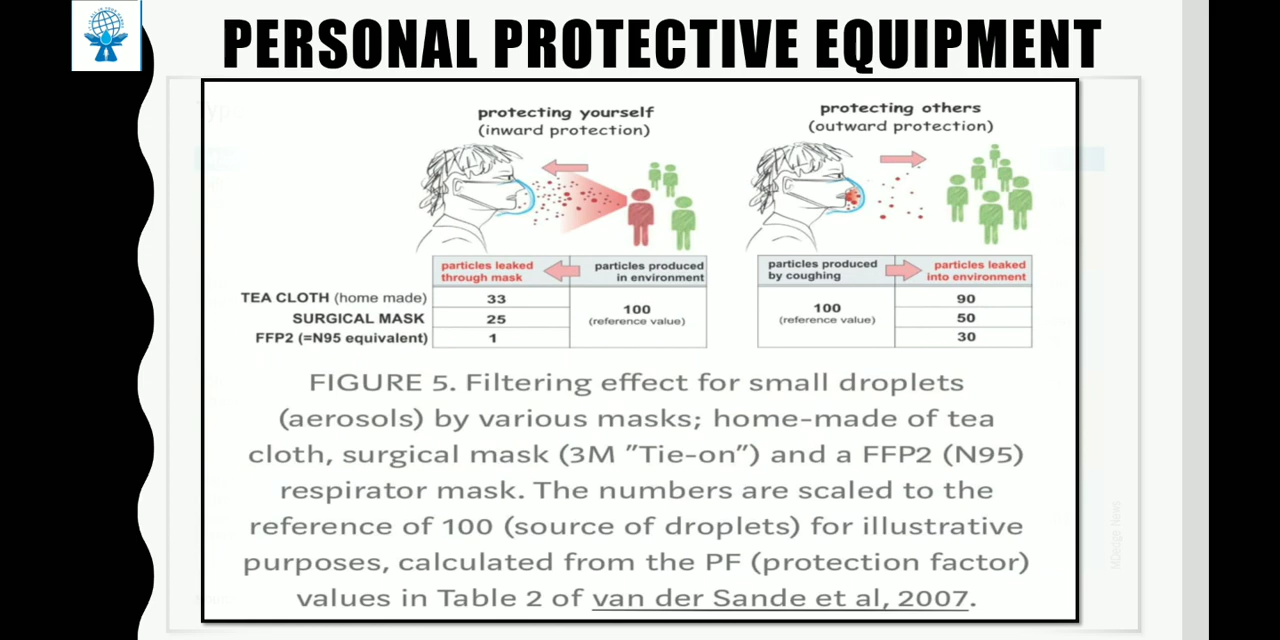 PERSONAL PROTECTIVE EQUIPMENT
Typ
protecting yourself
(inward protection)
protecting others
(outward protection)
particles leaked
through mask
particles produced
in environment
particles produced
by coughing
particles leaked
into environment
TEA CLOTH (home made) 33
SURGICAL MASK 25
FFP2 (=N95 equivalent) 1
100
(reference value)
100
(reference value)
90
50
30
FIGURE 5. Filtering effect for small droplets
(aerosols) by various masks; home-made of tea
cloth, surgical mask (3M "Tie-on") and a FFP2 (N95)
respirator mask. The numbers are scaled to the
reference of 100 (source of droplets) for illustrative
purposes, calculated from the PF (protection factor)
values in Table 2 of van der Sande et al, 2007.
MDedge News